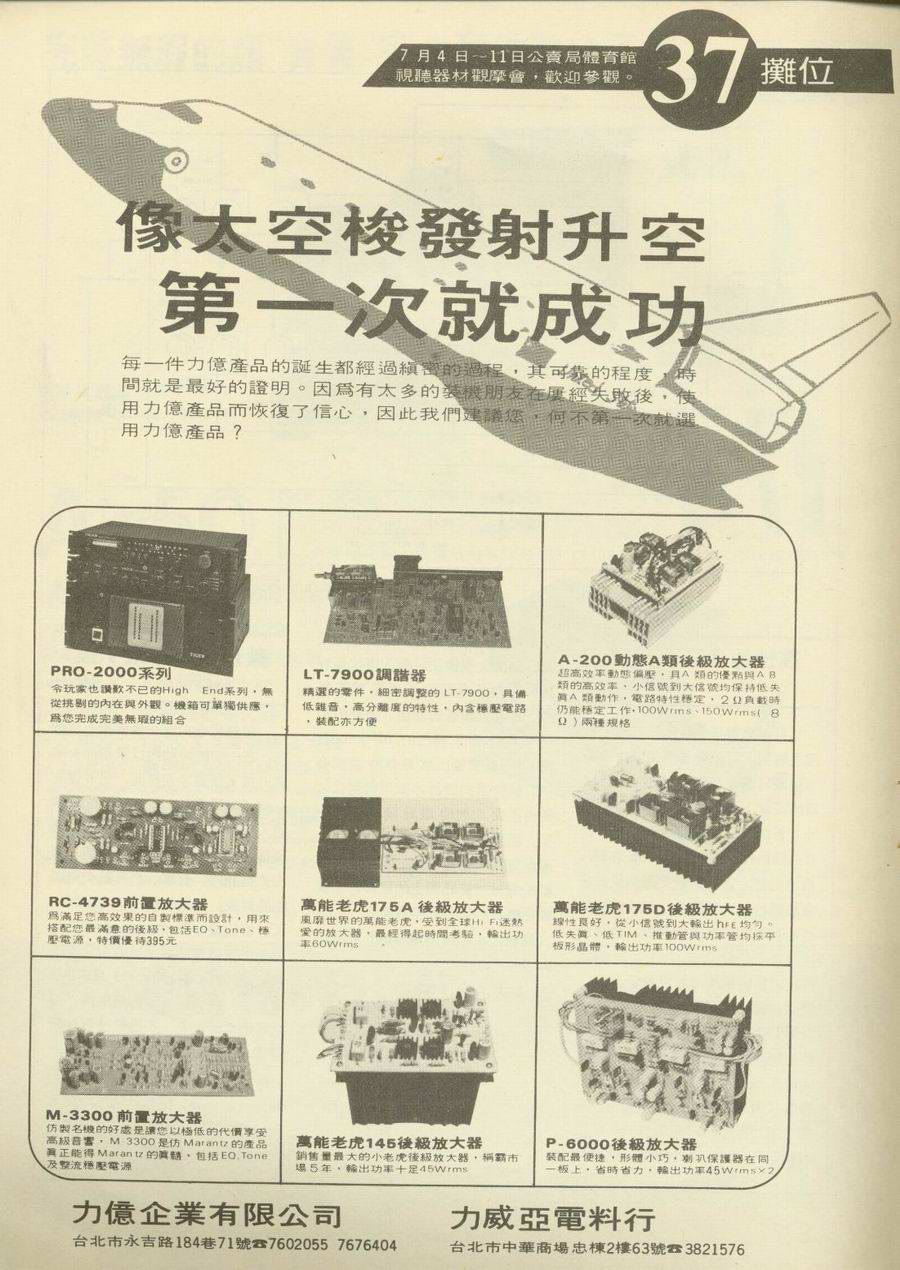 7月4日~11日公賣局體育館
視聽器材觀摩會，歡迎參觀。
37
攤位
像太空梭發射升空
第一次就成功
每一件力億產品的誕生都經過縝密的過程，其可靠的程度，時
間就是最好的證明。因爲有太多的裝機朋友在屢經失敗後，使
用力億產品而恢復了信心，因此我們建議您，何不第一次就選
用力億產品？
PRO-2000系列
令玩家也讚歎不已的High End系列，無
從挑剔的內在與外觀。機箱可單獨供應，
爲您完成完美無瑕的組合
LT-7900調諧器
精選的零件，細密調整的LT-7900，具備
低雜音，高分離度的特性，內含穩壓電路
，裝配亦方便
A-200動態A類後級放大器
超高效率動態偏壓，具A類的優點與AB
類的高效率，小信號到大信號均保持低失
眞A類動作，電路特性穩定，2Ω負載時
仍能穩定工作，100Wrms、150Wrms(8
Ω)兩種規格
RC-4739前置放大器
爲滿足您高效果的自製標準而設計，用來
搭配您最滿意的後級，包括EQ、Tone、穩
壓電源，特價優待395元
萬能老虎175A後級放大器
風靡世界的萬能老虎，受到全球Hi Fi迷熱
愛的放大器，最經得起時間考驗，輸出功
率60Wrms
萬能老虎175D後級放大器
線性良好，從小信號到大輸出hFE均勻。
低失眞、低TIM、推動管與功率管均採平
板形晶體，輸出功率100Wrms
M-3300前置放大器
仿製名機的好處是讓您以極低的代價享受
高級音響，M 3300是仿Marantz的產品
眞正能得Marantz的眞髓，包括EQ.Tone
及整流穩壓電源
萬能老虎145後級放大器
銷售量最大的小老虎後級放大器，稱霸市
場5年，輸出功率十足45Wrms
P-6000後級放大器
裝配最便捷，形體小巧，喇叭保護器在同
一板上，省時省力，輸出功率45Wrms×2
力億企業有限公司
台北市永吉路184巷71號☎7602055 7676404
力威亞電料行
台北市中華商場忠棟2樓63號☎3821576